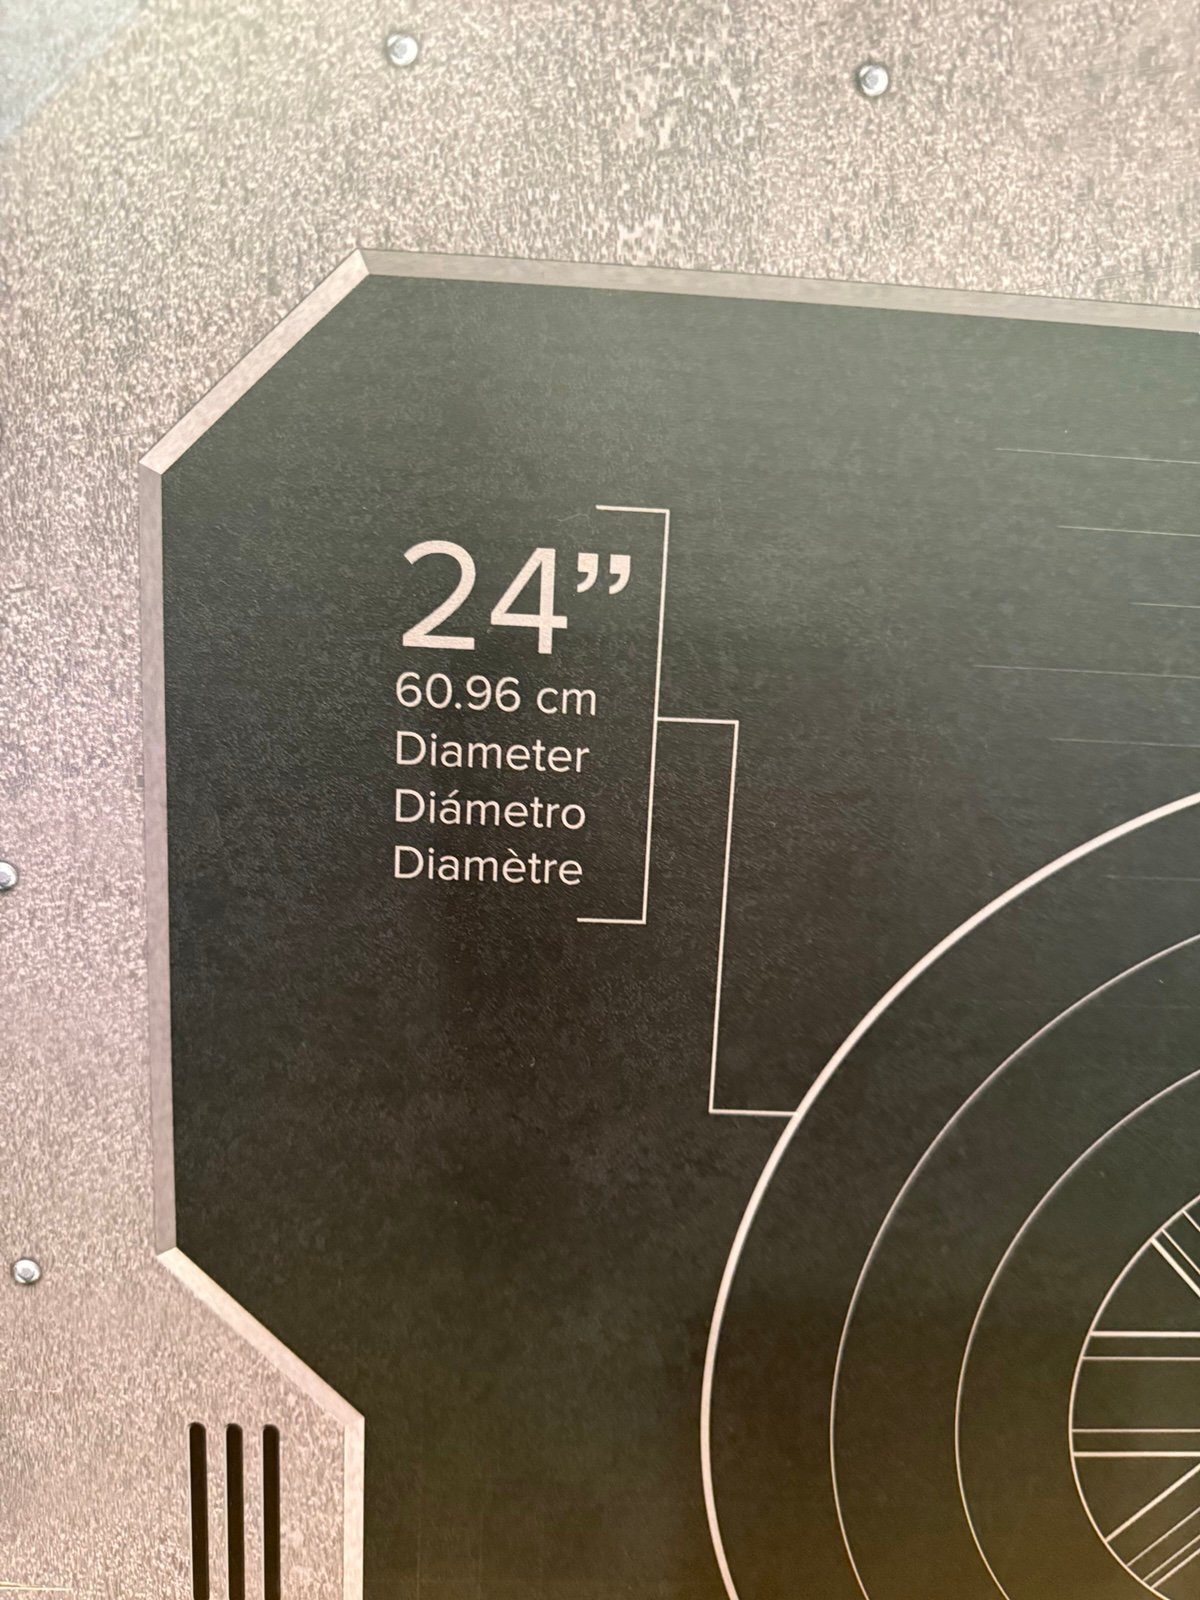 24”
60.96 cm
Diameter
Diámetro
Diamètre